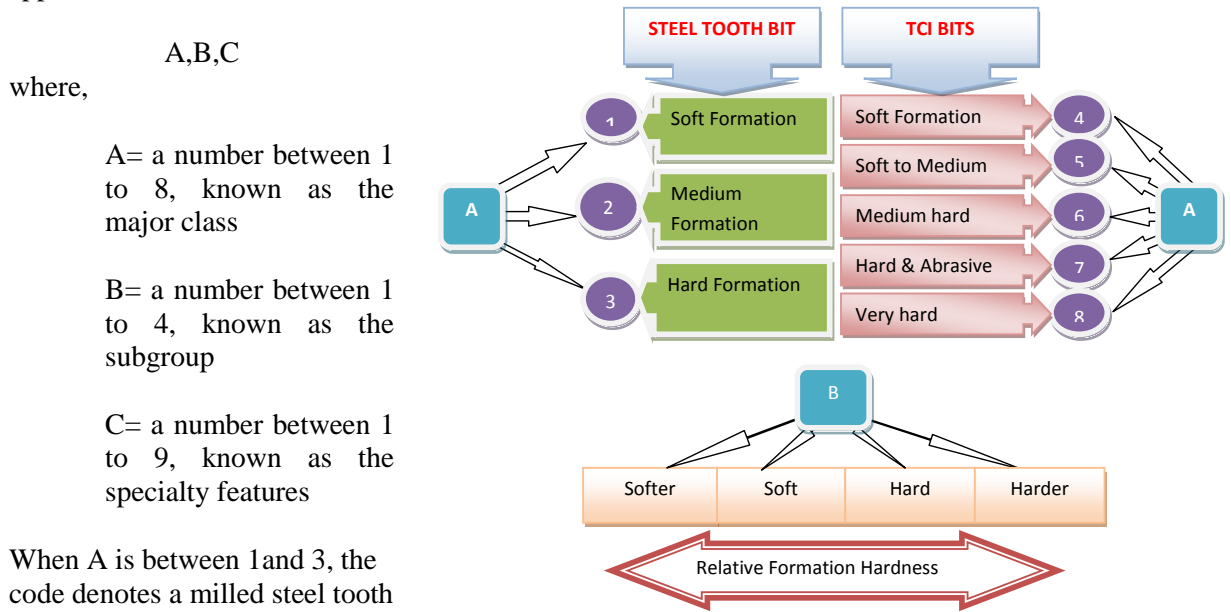 A,B,C
where,
A= a number between 1
to 8, known as the
major class
B= a number between 1
to 4, known as the
subgroup
C= a number between 1
to 9, known as the
specialty features
When A is between 1and 3, the
code denotes a milled steel tooth
STEEL TOOTH BIT
TCI BITS
1
Soft Formation
Soft Formation
4
Soft to Medium
5
A
2
Medium
Formation
Medium hard
6
A
3
Hard Formation
Hard & Abrasive
7
Very hard
8
B
Softer
Soft
Hard
Harder
Relative Formation Hardness